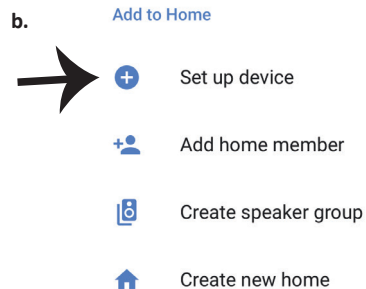 b.
Add to Home
Set up device
Add home member
Create speaker group
Create new home